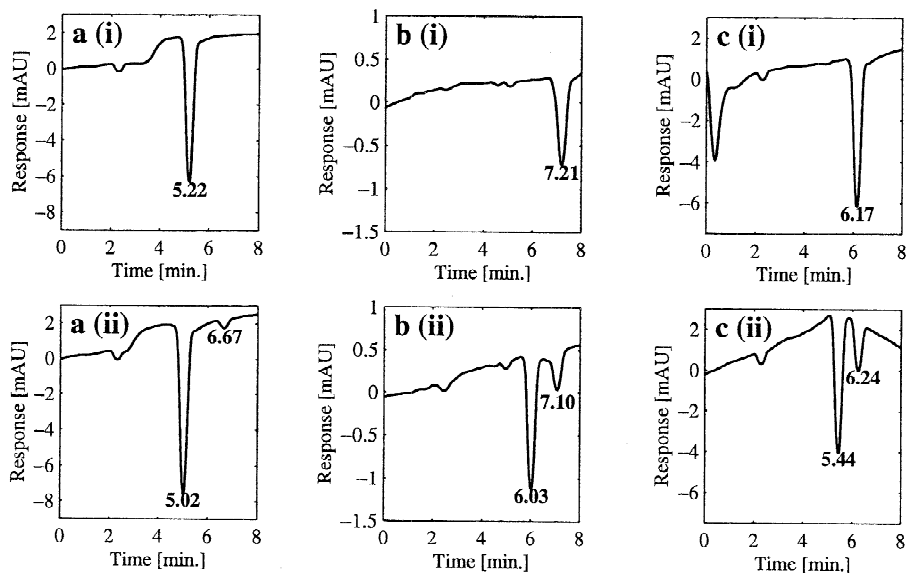 a (i)
Response [mAU]
2
0
−2
−4
−6
−8
5.22
0 2 4 6 8
Time [min.]
b (i)
Response [mAU]
1
0.5
0
−0.5
−1
−1.5
7.21
0 2 4 6 8
Time [min.]
c (i)
Response [mAU]
2
0
−2
−4
−6
6.17
0 2 4 6 8
Time [min.]
a (ii)
Response [mAU]
2
0
−2
−4
−6
−8
6.67
5.02
0 2 4 6 8
Time [min.]
b (ii)
Response [mAU]
1
0.5
0
−0.5
−1
−1.5
7.10
6.03
0 2 4 6 8
Time [min.]
c (ii)
Response [mAU]
2
0
−2
−4
−6
6.24
5.44
0 2 4 6 8
Time [min.]